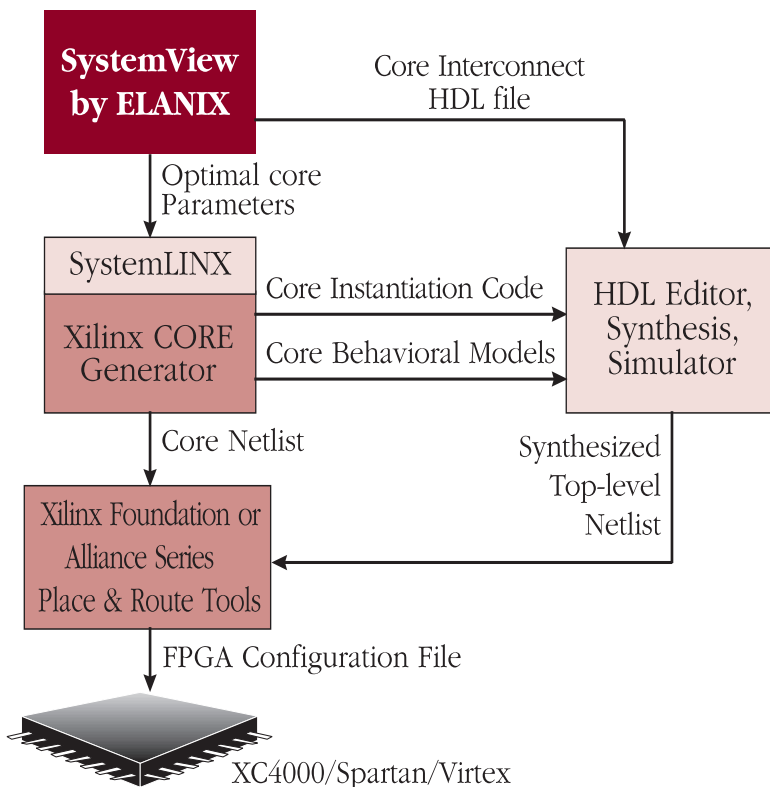 SystemView
by ELANIX
Core Interconnect
HDL file
Optimal core
Parameters
SystemLINX
Xilinx CORE
Generator
Core Instantiation Code
Core Behavioral Models
HDL Editor,
Synthesis,
Simulator
Core Netlist
Synthesized
Top-level
Netlist
Xilinx Foundation or
Alliance Series
Place & Route Tools
FPGA Configuration File
XC4000/Spartan/Virtex